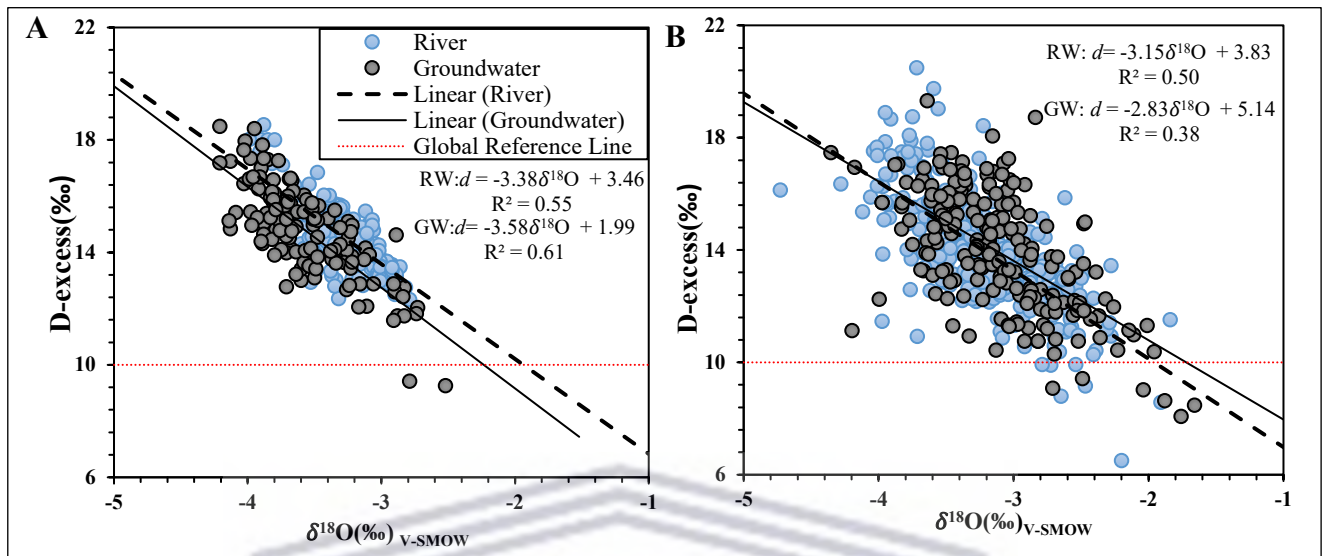 A
22
18
14
10
6
D-excess(‰)
River
Groundwater
Linear (River)
Linear (Groundwater)
Global Reference Line
RW:d = -3.38δ¹⁸O + 3.46
R² = 0.55
GW:d= -3.58δ¹⁸O + 1.99
R² = 0.61
-5 -4 -3 -2 -1
δ¹⁸O(‰) V-SMOW
B
22
18
14
10
6
D-excess(‰)
RW: d= -3.15δ¹⁸O + 3.83
R² = 0.50
GW: d = -2.83δ¹⁸O + 5.14
R² = 0.38
-5 -4 -3 -2 -1
δ¹⁸O(‰)V-SMOW